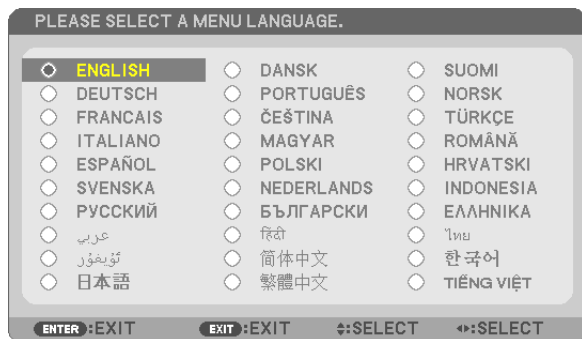 PLEASE SELECT A MENU LANGUAGE.
ENGLISH DANSK SUOMI
DEUTSCH PORTUGUÊS NORSK
FRANCAIS ČEŠTINA TÜRKÇE
ITALIANO MAGYAR ROMÂNĂ
ESPAÑOL POLSKI HRVATSKI
SVENSKA NEDERLANDS INDONESIA
РУССКИЙ БЪЛГАРСКИ ΕΛΛΗΝΙΚΑ
عربي हिंदी ไทย
ئۇيغۇر 简体中文 한국어
日本語 繁體中文 TIẾNG VIỆT
ENTER :EXIT EXIT :EXIT :SELECT :SELECT